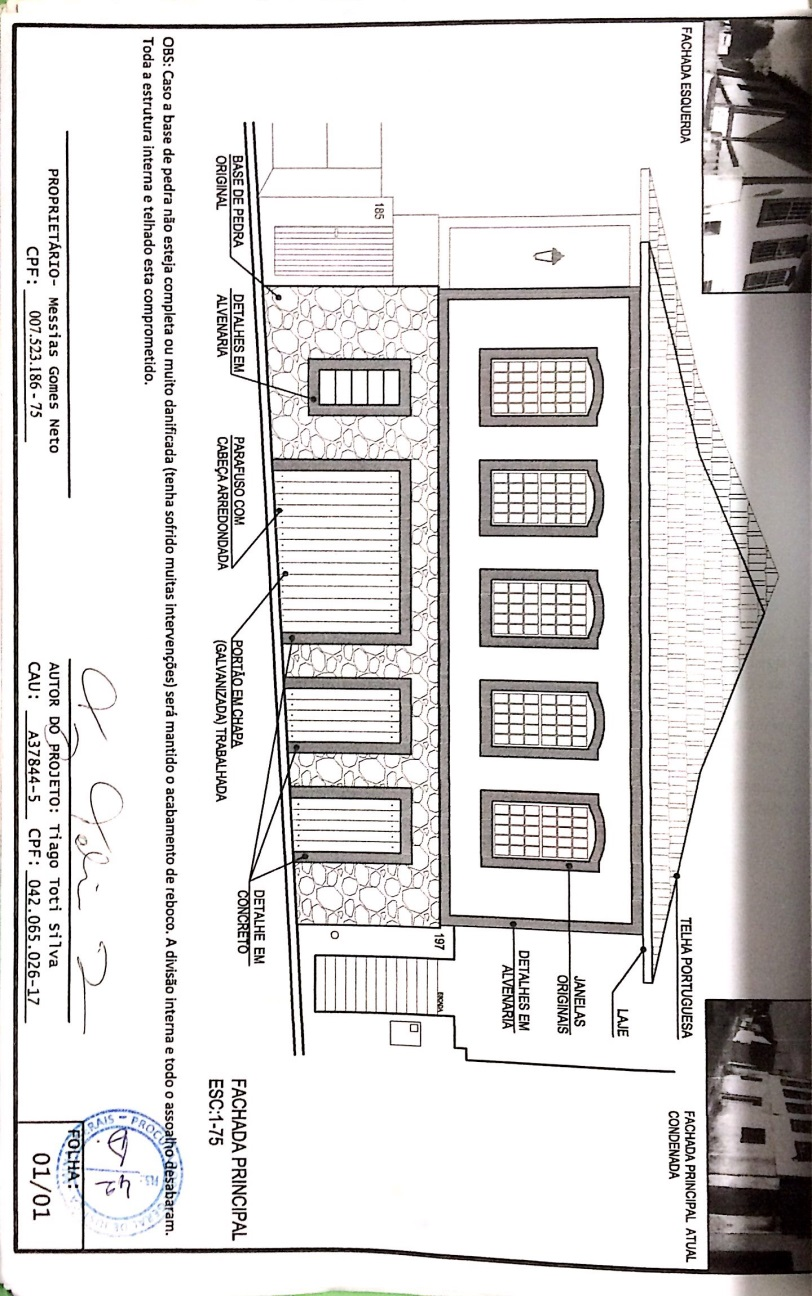 FACHADA ESQUERDA
FACHADA PRINCIPAL ATUAL
CONDENADA
TELHA PORTUGUESA
LAJE
JANELAS
ORIGINAIS
DETALHES EM
ALVENARIA
185
197
ESCADA
BASE DE PEDRA
ORIGINAL
DETALHES EM
ALVENARIA
PARAFUSO COM
CABEÇA ARREDONDADA
PORTÃO EM CHAPA
(GALVANIZADA) TRABALHADA
DETALHE EM
CONCRETO
FACHADA PRINCIPAL
ESC:1-75
OBS: Caso a base de pedra não esteja completa ou muito danificada (tenha sofrido muitas intervenções) será mantido o acabamento de reboco. A divisão interna e todo o assoalho desabaram.
Toda a estrutura interna e telhado esta comprometido.
PROPRIETÁRIO- Messias Gomes Neto
CPF: 007.523.186-75
AUTOR DO PROJETO: Tiago Toti Silva
CAU: A37844-5 CPF: 042.065.026-17
FOLHA:
01/01
FLS: 42